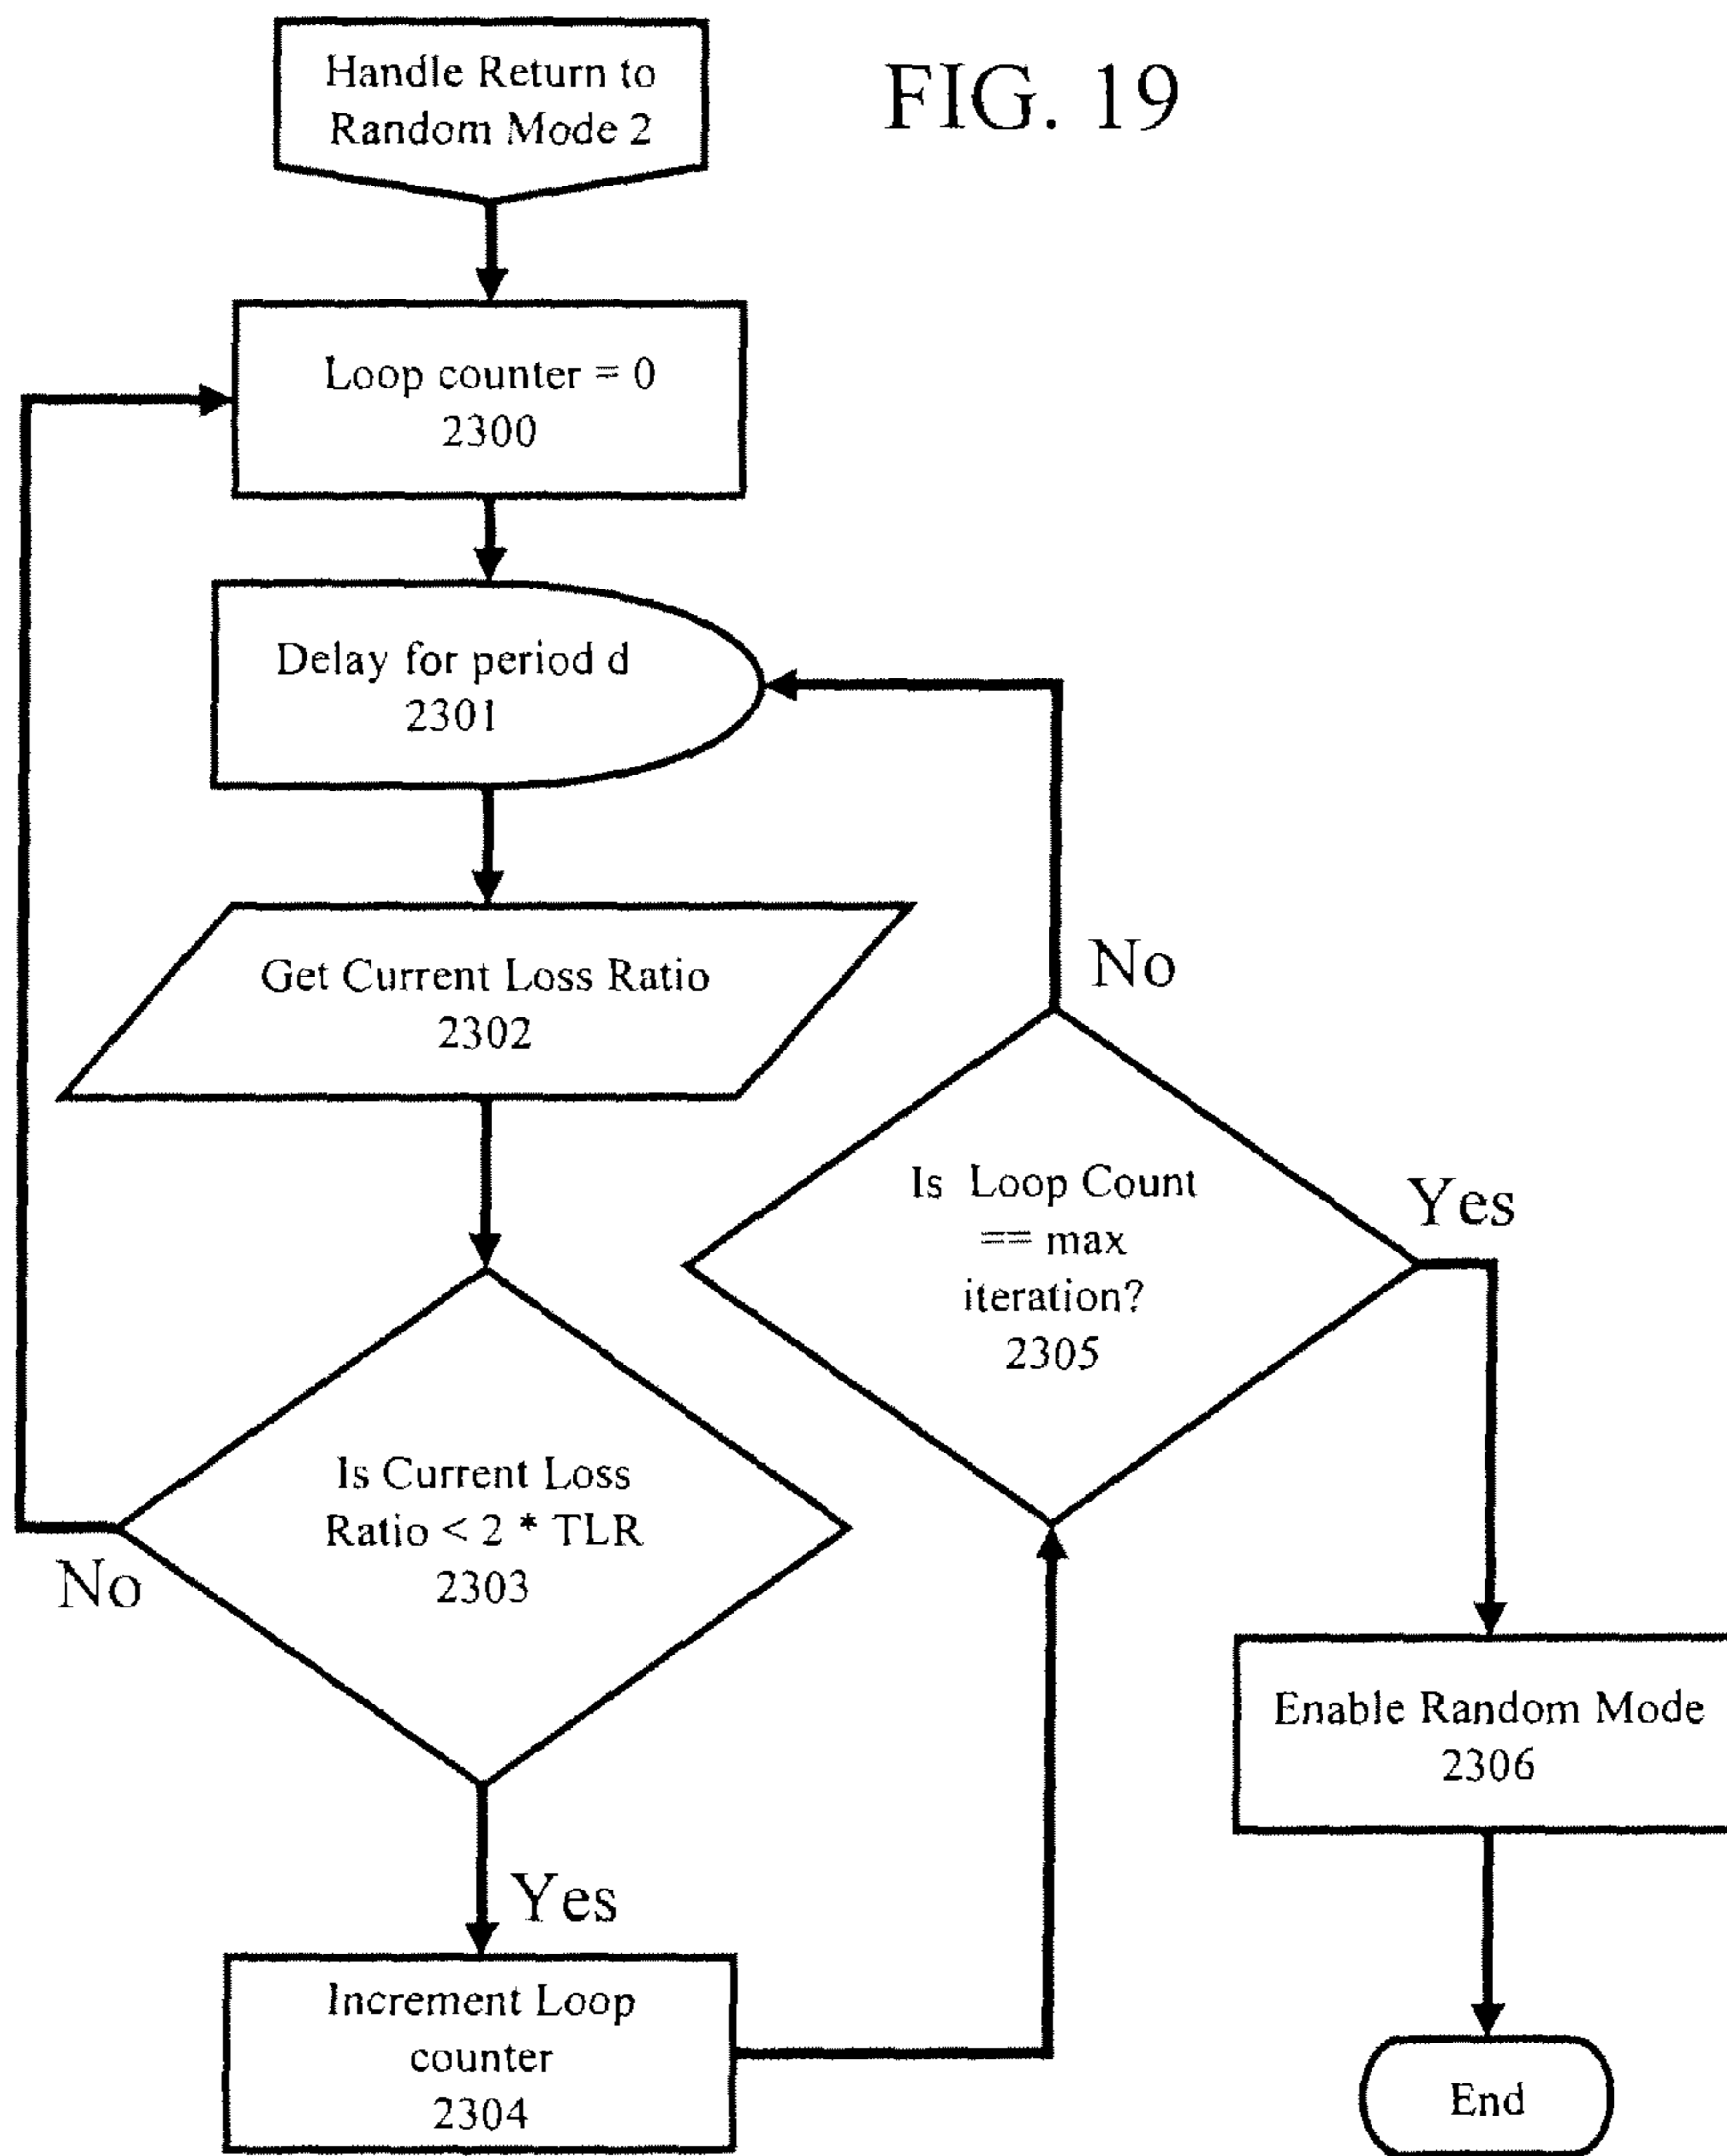 Handle Return to
Random Mode 2
FIG. 19
Loop counter = 0
2300
Delay for period d
2301
Get Current Loss Ratio
2302
No
Is Loop Count
== max
iteration?
2305
Yes
Is Current Loss
Ratio < 2 * TLR
2303
No
Yes
Increment Loop
counter
2304
Enable Random Mode
2306
End